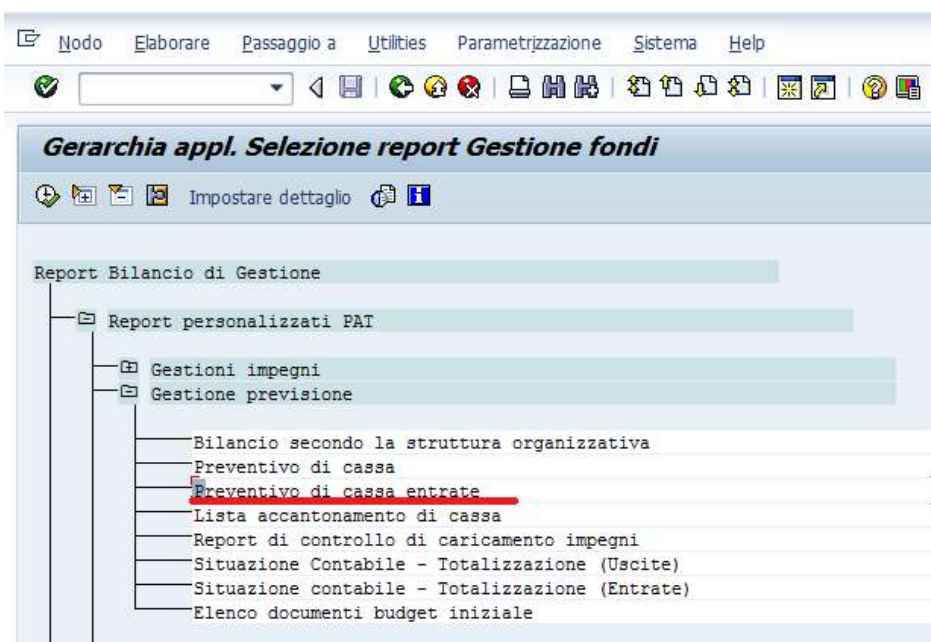 Nodo Elaborare Passaggio a Utilities Parametrizzazione Sistema Help
Gerarchia appl. Selezione report Gestione fondi
Impostare dettaglio
Report Bilancio di Gestione
Report personalizzati PAT
Gestioni impegni
Gestione previsione
Bilancio secondo la struttura organizzativa
Preventivo di cassa
Preventivo di cassa entrate
Lista accantonamento di cassa
Report di controllo di caricamento impegni
Situazione Contabile - Totalizzazione (Uscite)
Situazione contabile - Totalizzazione (Entrate)
Elenco documenti budget iniziale